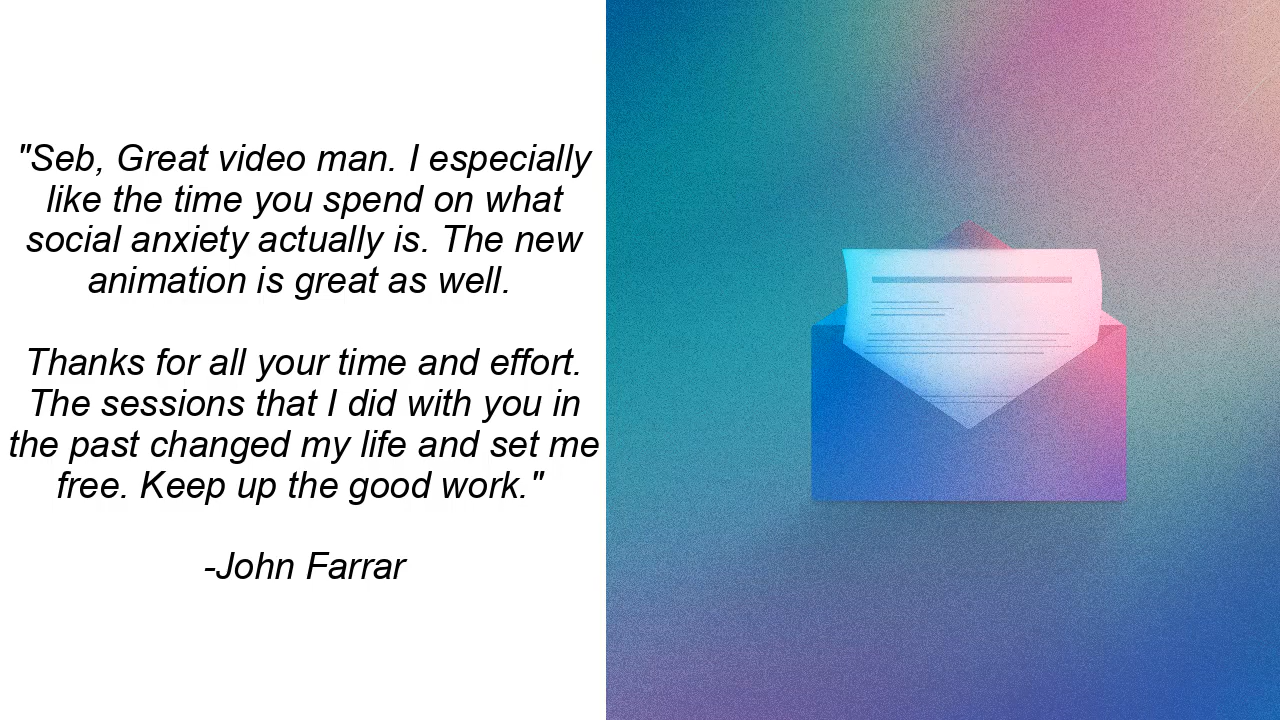 "Seb, Great video man. I especially
like the time you spend on what
social anxiety actually is. The new
animation is great as well.
Thanks for all your time and effort.
The sessions that I did with you in
the past changed my life and set me
free. Keep up the good work."
-John Farrar